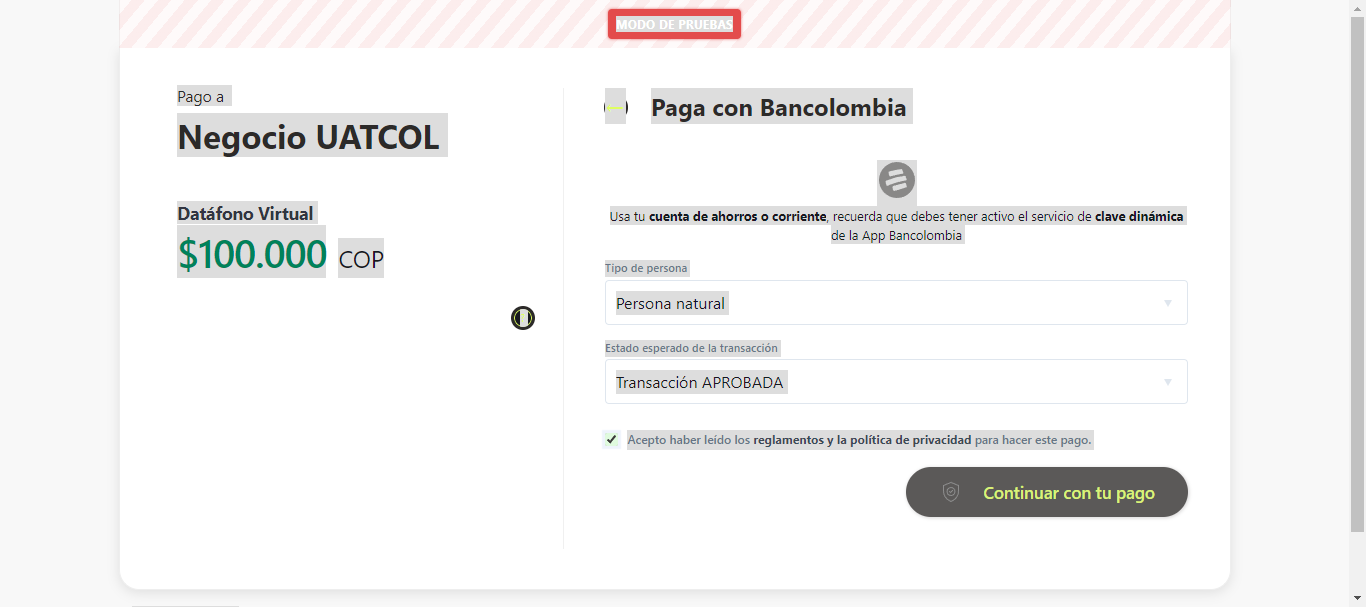 MODO DE PRUEBAS
Pago a
Negocio UATCOL
Datáfono Virtual
$100.000 COP
Paga con Bancolombia
Usa tu cuenta de ahorros o corriente, recuerda que debes tener activo el servicio de clave dinámica
de la App Bancolombia
Tipo de persona
Persona natural
Estado esperado de la transacción
Transacción APROBADA
Acepto haber leído los reglamentos y la política de privacidad para hacer este pago.
Continuar con tu pago